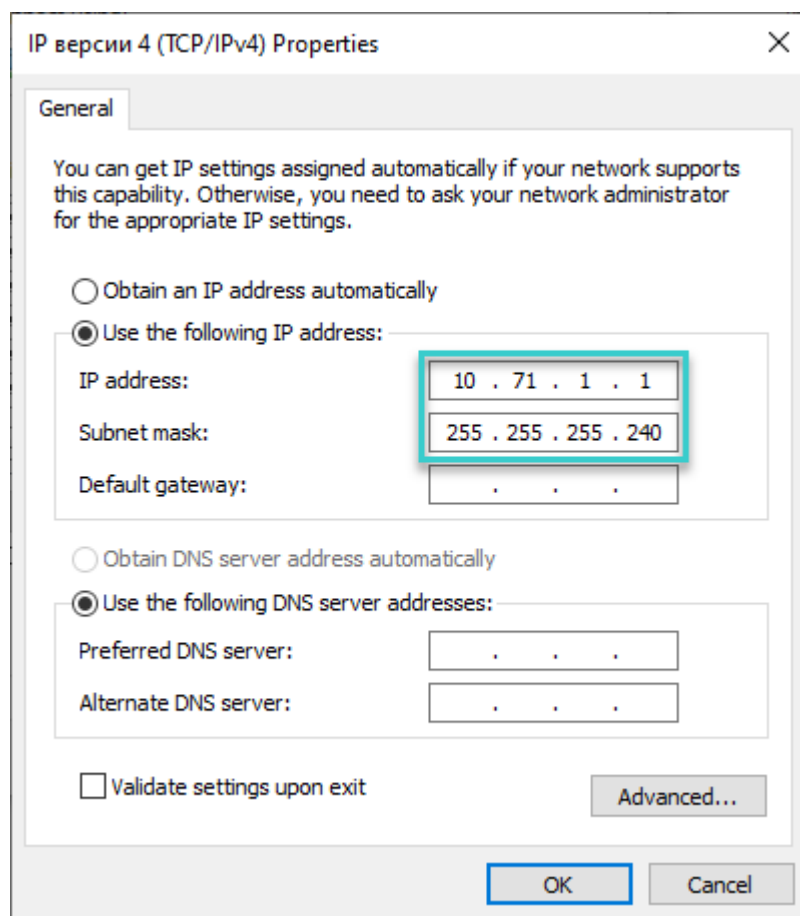 IP версии 4 (TCP/IPv4) Properties
General
You can get IP settings assigned automatically if your network supports
this capability. Otherwise, you need to ask your network administrator
for the appropriate IP settings.
Obtain an IP address automatically
Use the following IP address:
IP address: 10 . 71 . 1 . 1
Subnet mask: 255 . 255 . 255 . 240
Default gateway: . . .
Obtain DNS server address automatically
Use the following DNS server addresses:
Preferred DNS server: . . .
Alternate DNS server: . . .
Validate settings upon exit
Advanced...
OK Cancel